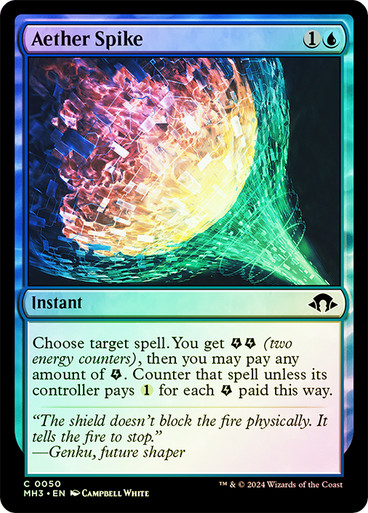 Aether Spike 1
Instant
Choose target spell. You get (two
energy counters), then you may pay any
amount of . Counter that spell unless its
controller pays 1 for each paid this way.
"The shield doesn't block the fire physically. It
tells the fire to stop."
—Genku, future shaper
C 0050
MH3 • EN Campbell White
™ & © 2024 Wizards of the Coast